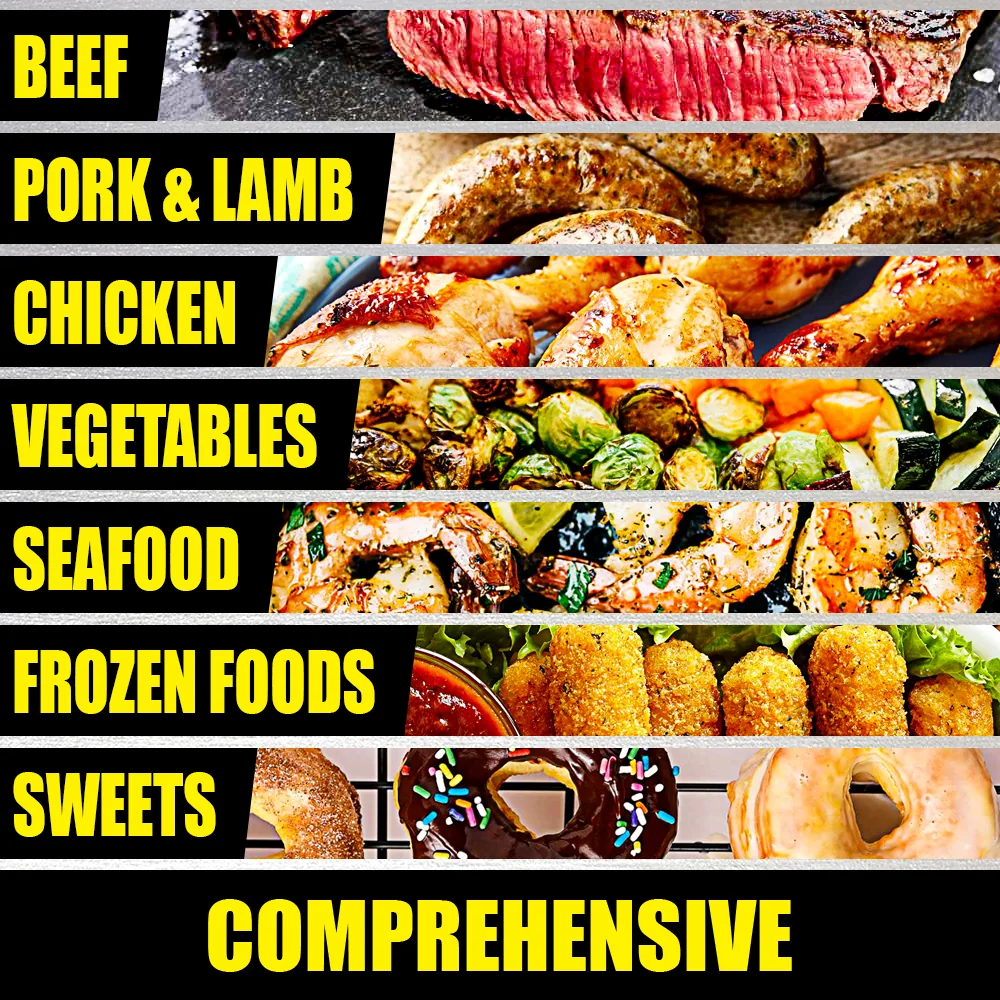 BEEF
PORK & LAMB
CHICKEN
VEGETABLES
SEAFOOD
FROZEN FOODS
SWEETS
COMPREHENSIVE